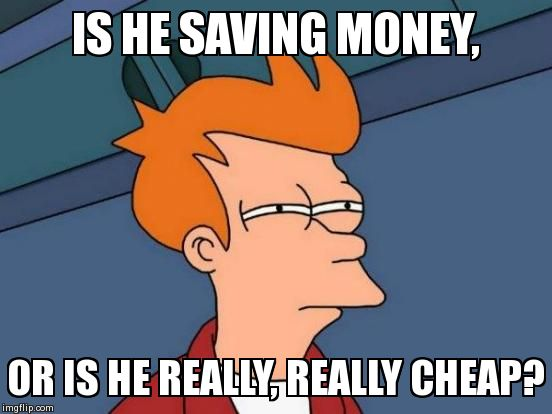 IS HE SAVING MONEY,
OR IS HE REALLY, REALLY CHEAP?
imgflip.com